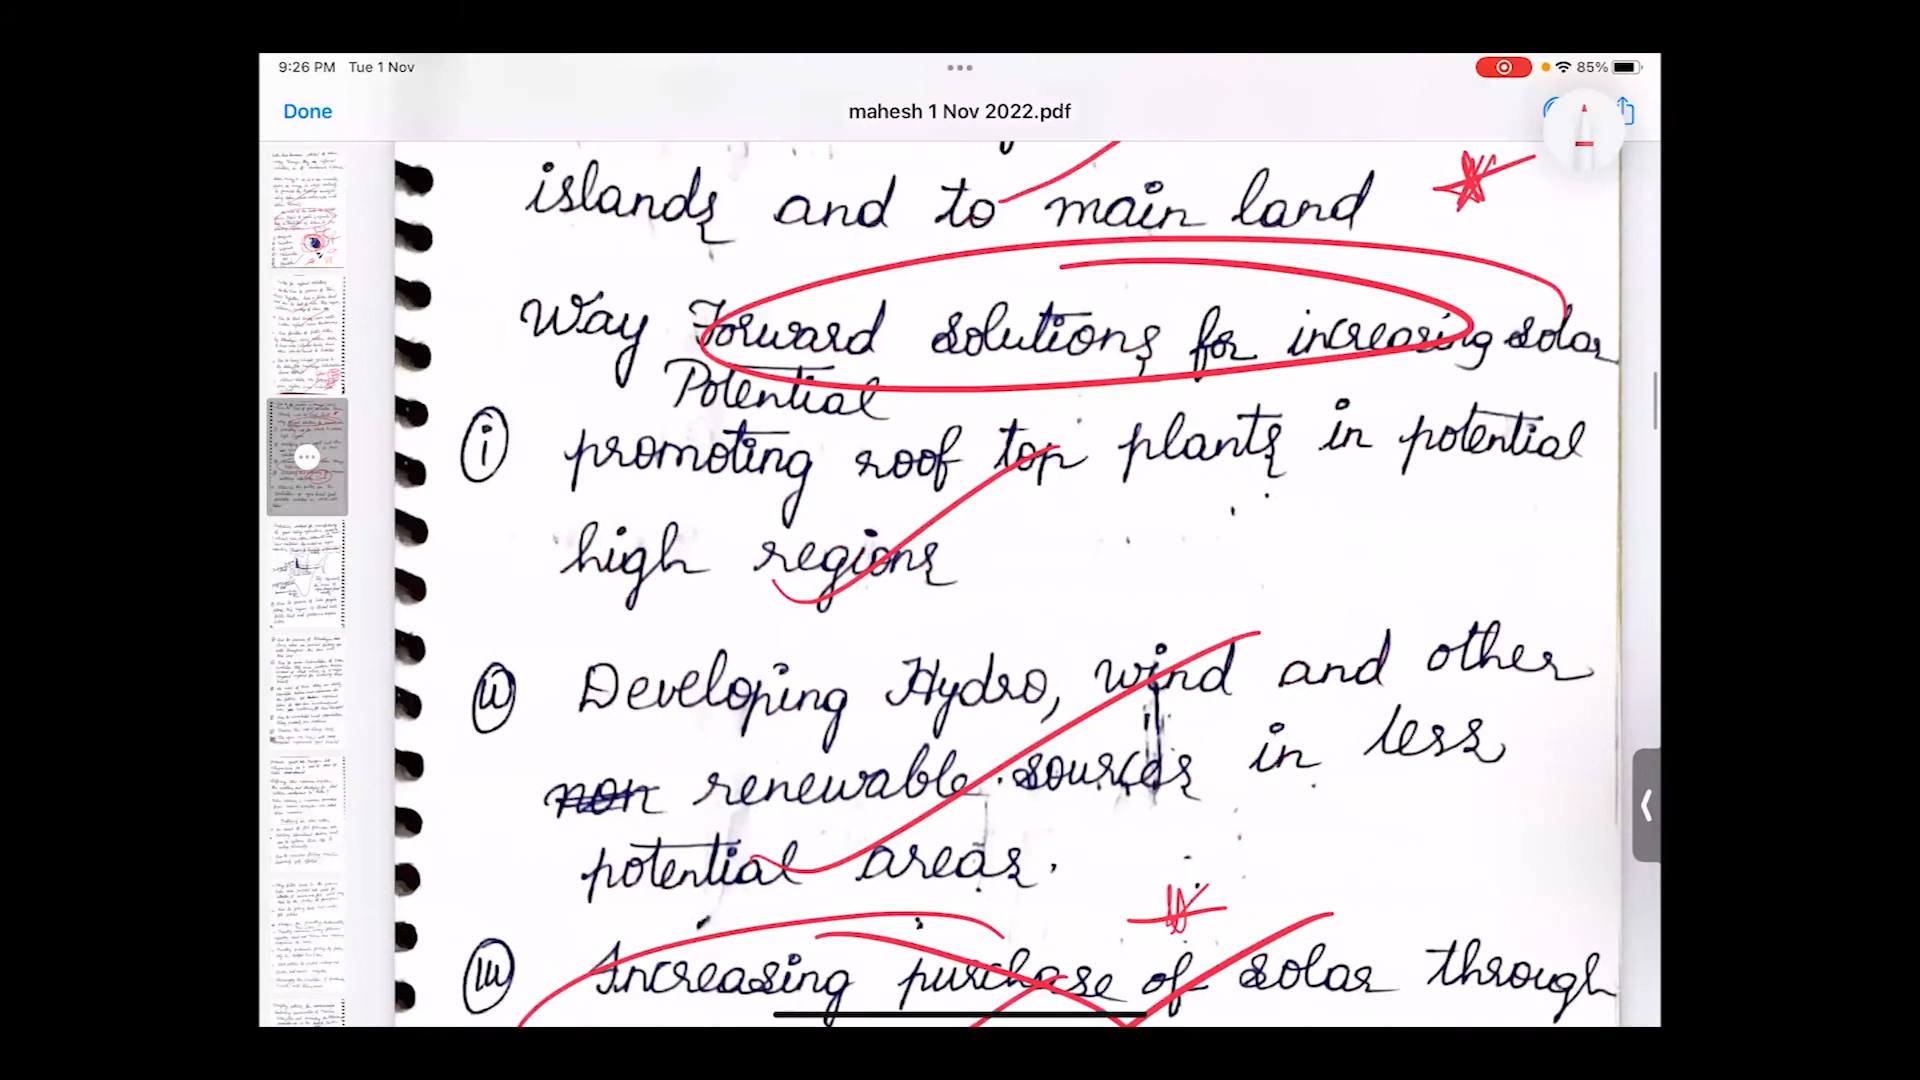 9:26 PM Tue 1 Nov
85%
Done
mahesh 1 Nov 2022.pdf
islands and to main land
Way Forward solutions for increasing solar
Potential
i promoting roof top plants in potential
high regions
ii Developing Hydro, wind and other
non renewable sources in less
potential areas.
iii Increasing purchase of solar through